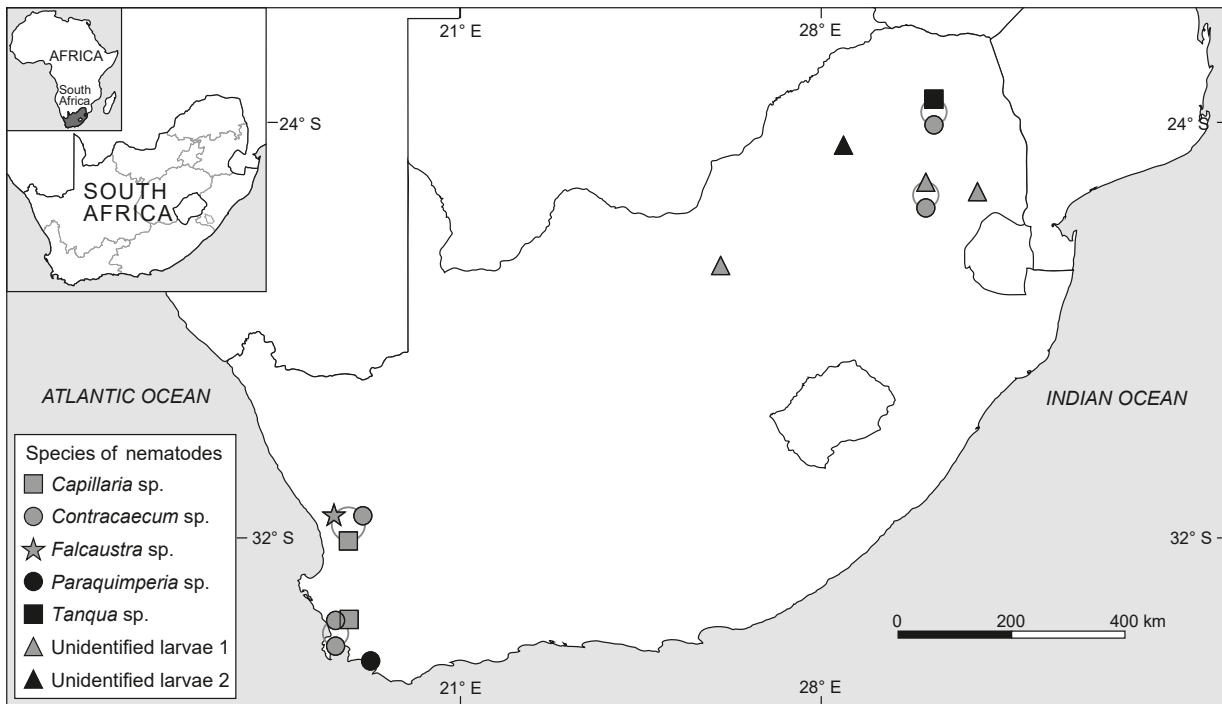 21° E
28° E
AFRICA
South
Africa
24° S
24° S
SOUTH
AFRICA
ATLANTIC OCEAN
INDIAN OCEAN
Species of nematodes
Capillaria sp.
Contracaecum sp.
Falcaustra sp.
Paraquimperia sp.
Tanqua sp.
Unidentified larvae 1
Unidentified larvae 2
32° S
32° S
0 200 400 km
21° E
28° E